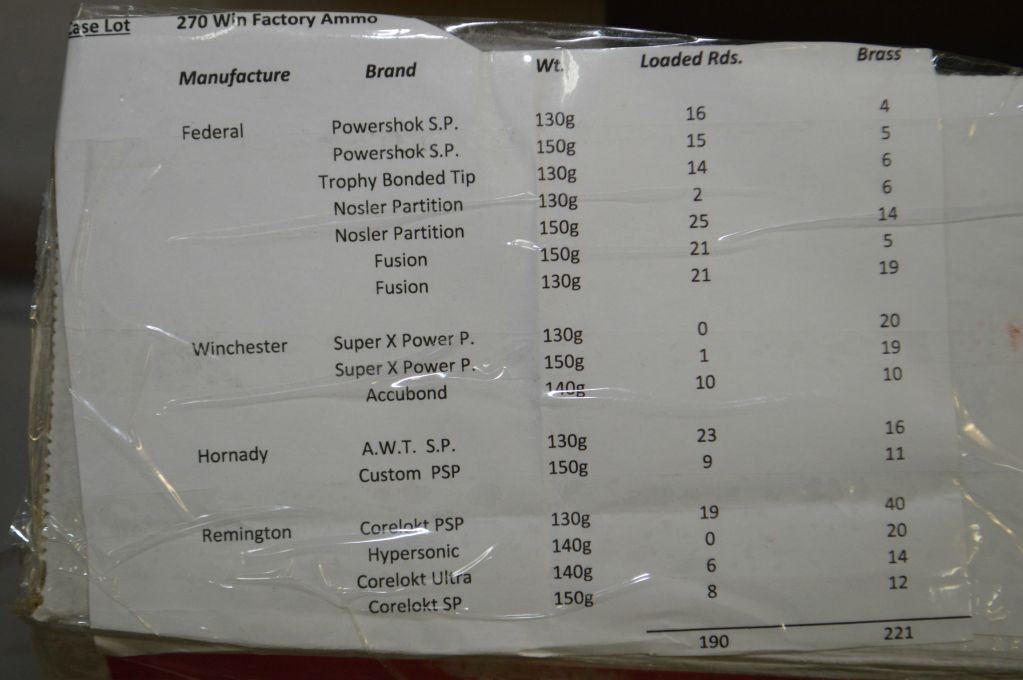 Case Lot 270 Win Factory Ammo
Manufacture Brand Wt. Loaded Rds. Brass
Federal Powershok S.P. 130g 16 4
Powershok S.P. 150g 15 5
Trophy Bonded Tip 130g 14 6
Nosler Partition 130g 2 6
Nosler Partition 150g 25 14
Fusion 150g 21 5
Fusion 130g 21 19
Winchester Super X Power P. 130g 0 20
Super X Power P. 150g 1 19
Accubond 140g 10 10
Hornady A.W.T. S.P. 130g 23 16
Custom PSP 150g 9 11
Remington Corelokt PSP 130g 19 40
Hypersonic 140g 0 20
Corelokt Ultra 140g 6 14
Corelokt SP 150g 8 12
190 221